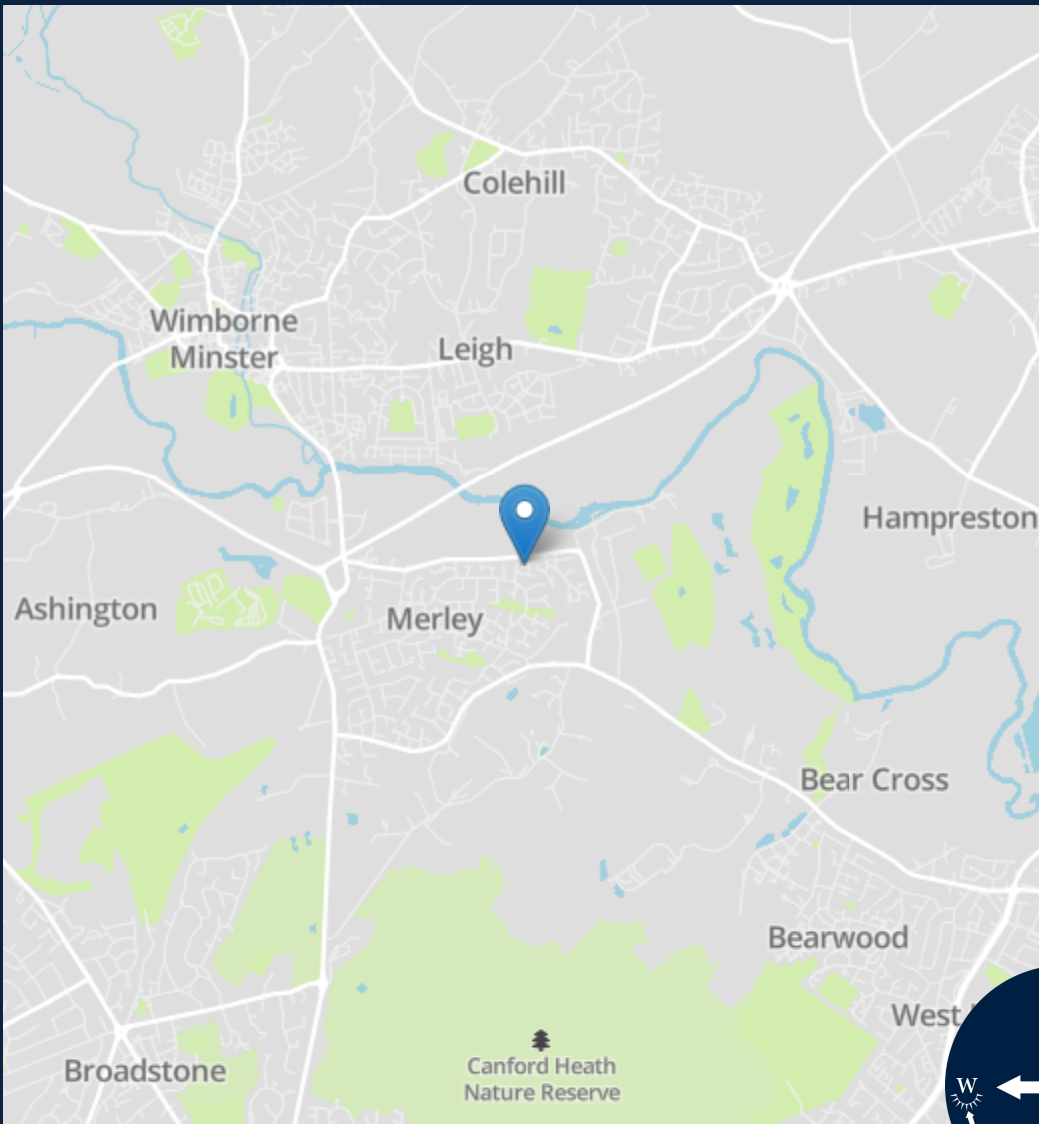 Colehill
Wimborne
Minster
Leigh
Hampreston
Ashington
Merley
Bear Cross
Bearwood
West
Broadstone
Canford Heath
Nature Reserve
W